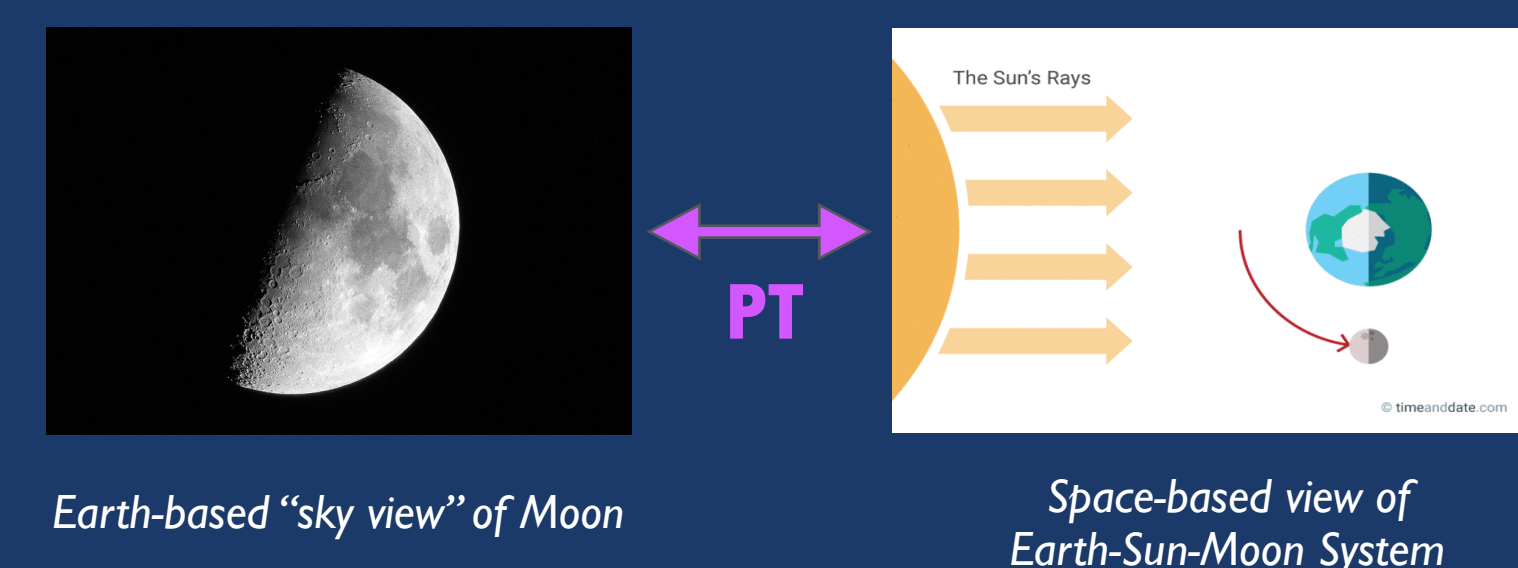 The Sun's Rays
PT
© timeanddate.com
Earth-based “sky view” of Moon
Space-based view of
Earth-Sun-Moon System